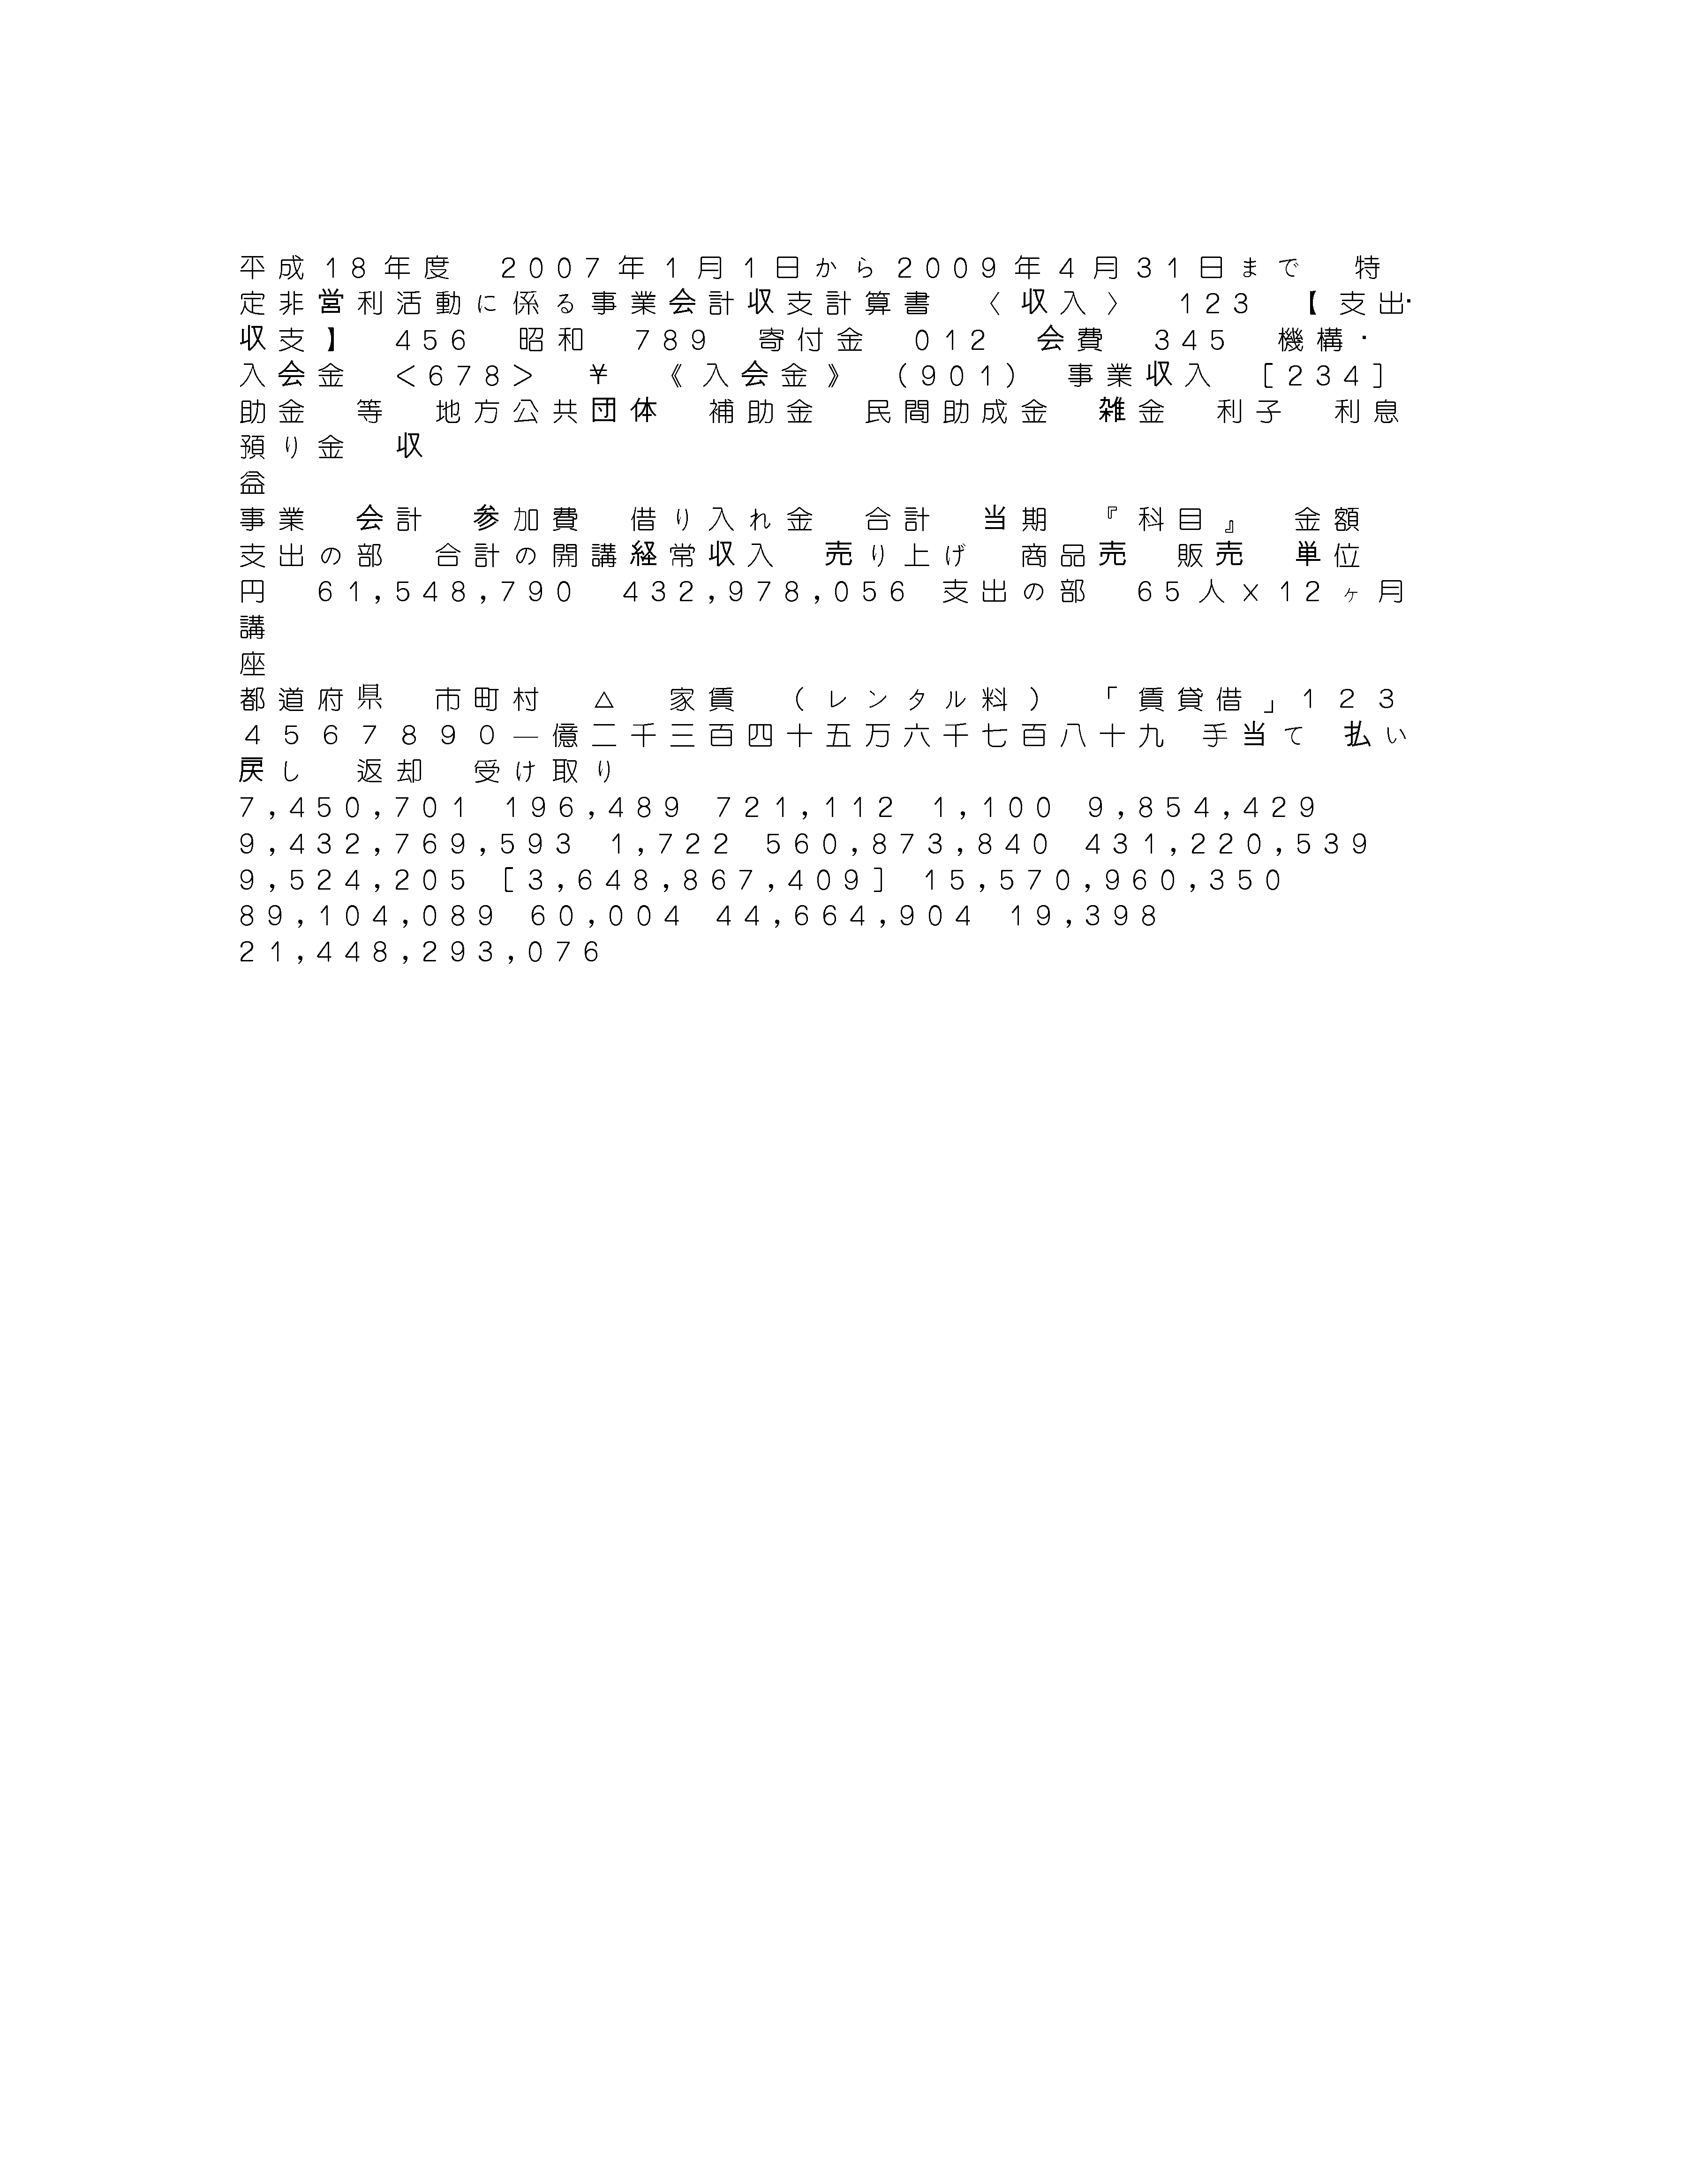 平成18年度　2007年1月1日から2009年4月31日まで　特
定非営利活動に係る事業会計収支計算書　〈収入〉　123　【支出・
収支】　456　昭和　789　寄付金　012　会費　345　機構・
入会金　<678>　¥　《入会金》　(901)　事業収入　[234]
助金　等　地方公共団体　補助金　民間助成金　雑金　利子　利息
預り金　収
益
事業　会計　参加費　借り入れ金　合計　当期　『科目』　金額
支出の部　合計の開講経常収入　売り上げ　商品売　販売　単位
円　61,548,790　432,978,056 支出の部　65人×12ヶ月
講
座
都道府県　市町村　△　家賃　（レンタル料）　「賃貸借」１２３
４５６７８９０—億二千三百四十五万六千七百八十九 手当て 払い
戻し　返却　受け取り
7,450,701 196,489 721,112 1,100 9,854,429
9,432,769,593 1,722 560,873,840 431,220,539
9,524,205 [3,648,867,409] 15,570,960,350
89,104,089 60,004 44,664,904 19,398
21,448,293,076